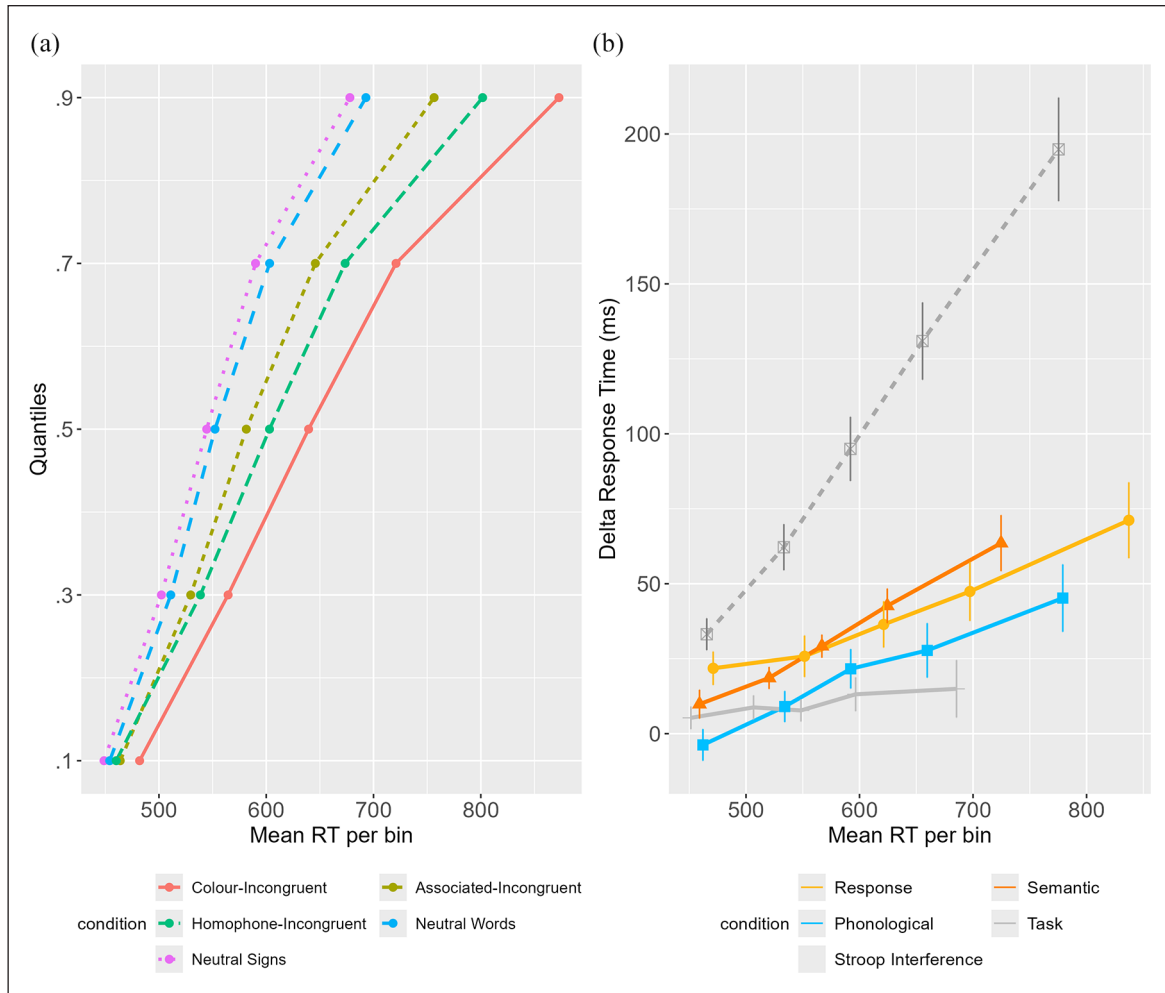 (a)
(b)
Quantiles
.9
.7
.5
.3
.1
500 600 700 800
Mean RT per bin
Delta Response Time (ms)
200
150
100
50
0
500 600 700 800
Mean RT per bin
condition
Colour-Incongruent Associated-Incongruent
Homophone-Incongruent Neutral Words
Neutral Signs
condition
Response Semantic
Phonological Task
Stroop Interference